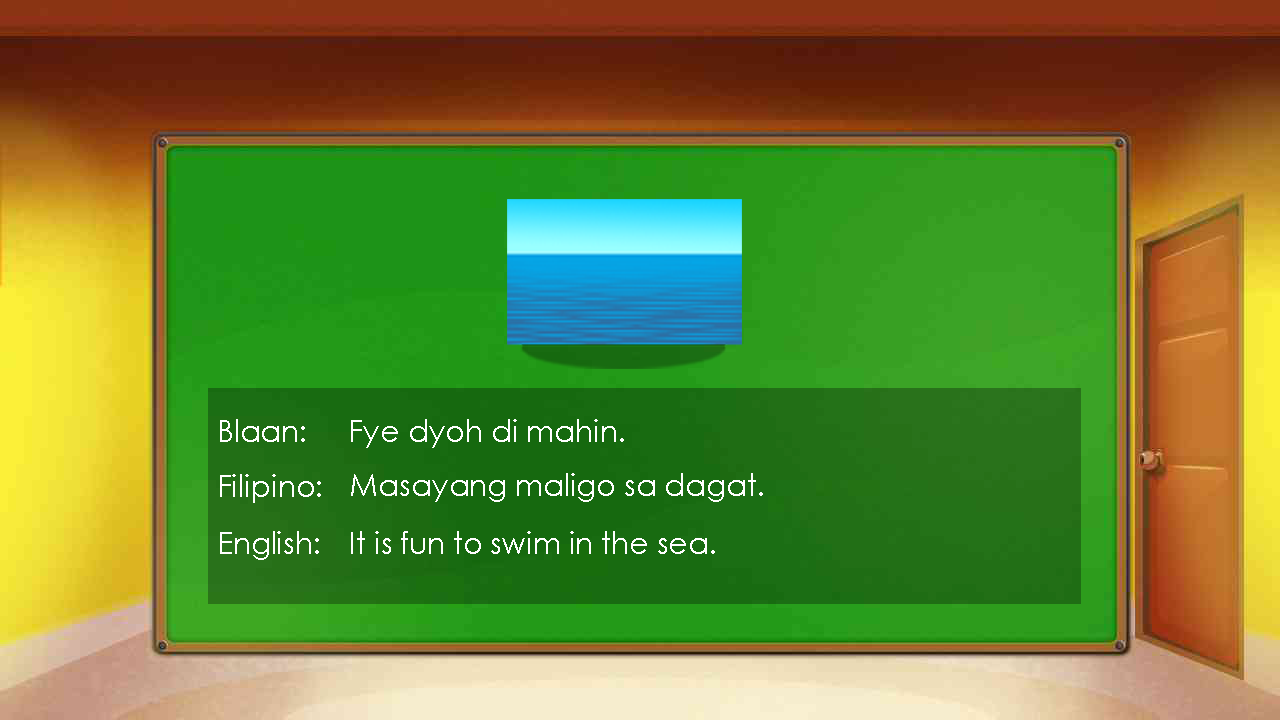 Blaan: Fye dyoh di mahin.
Filipino: Masayang maligo sa dagat.
English: It is fun to swim in the sea.